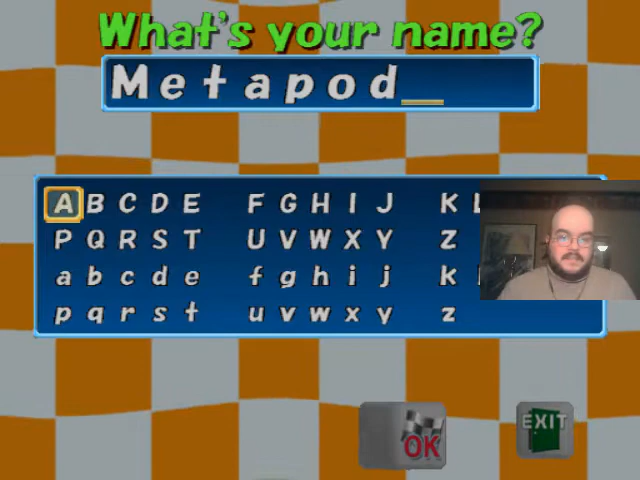 What's your name?
Metapod_
A B C D E F G H I J K
P Q R S T U V W X Y Z
a b c d e f g h i j k
p q r s t u v w x y z
OK
EXIT